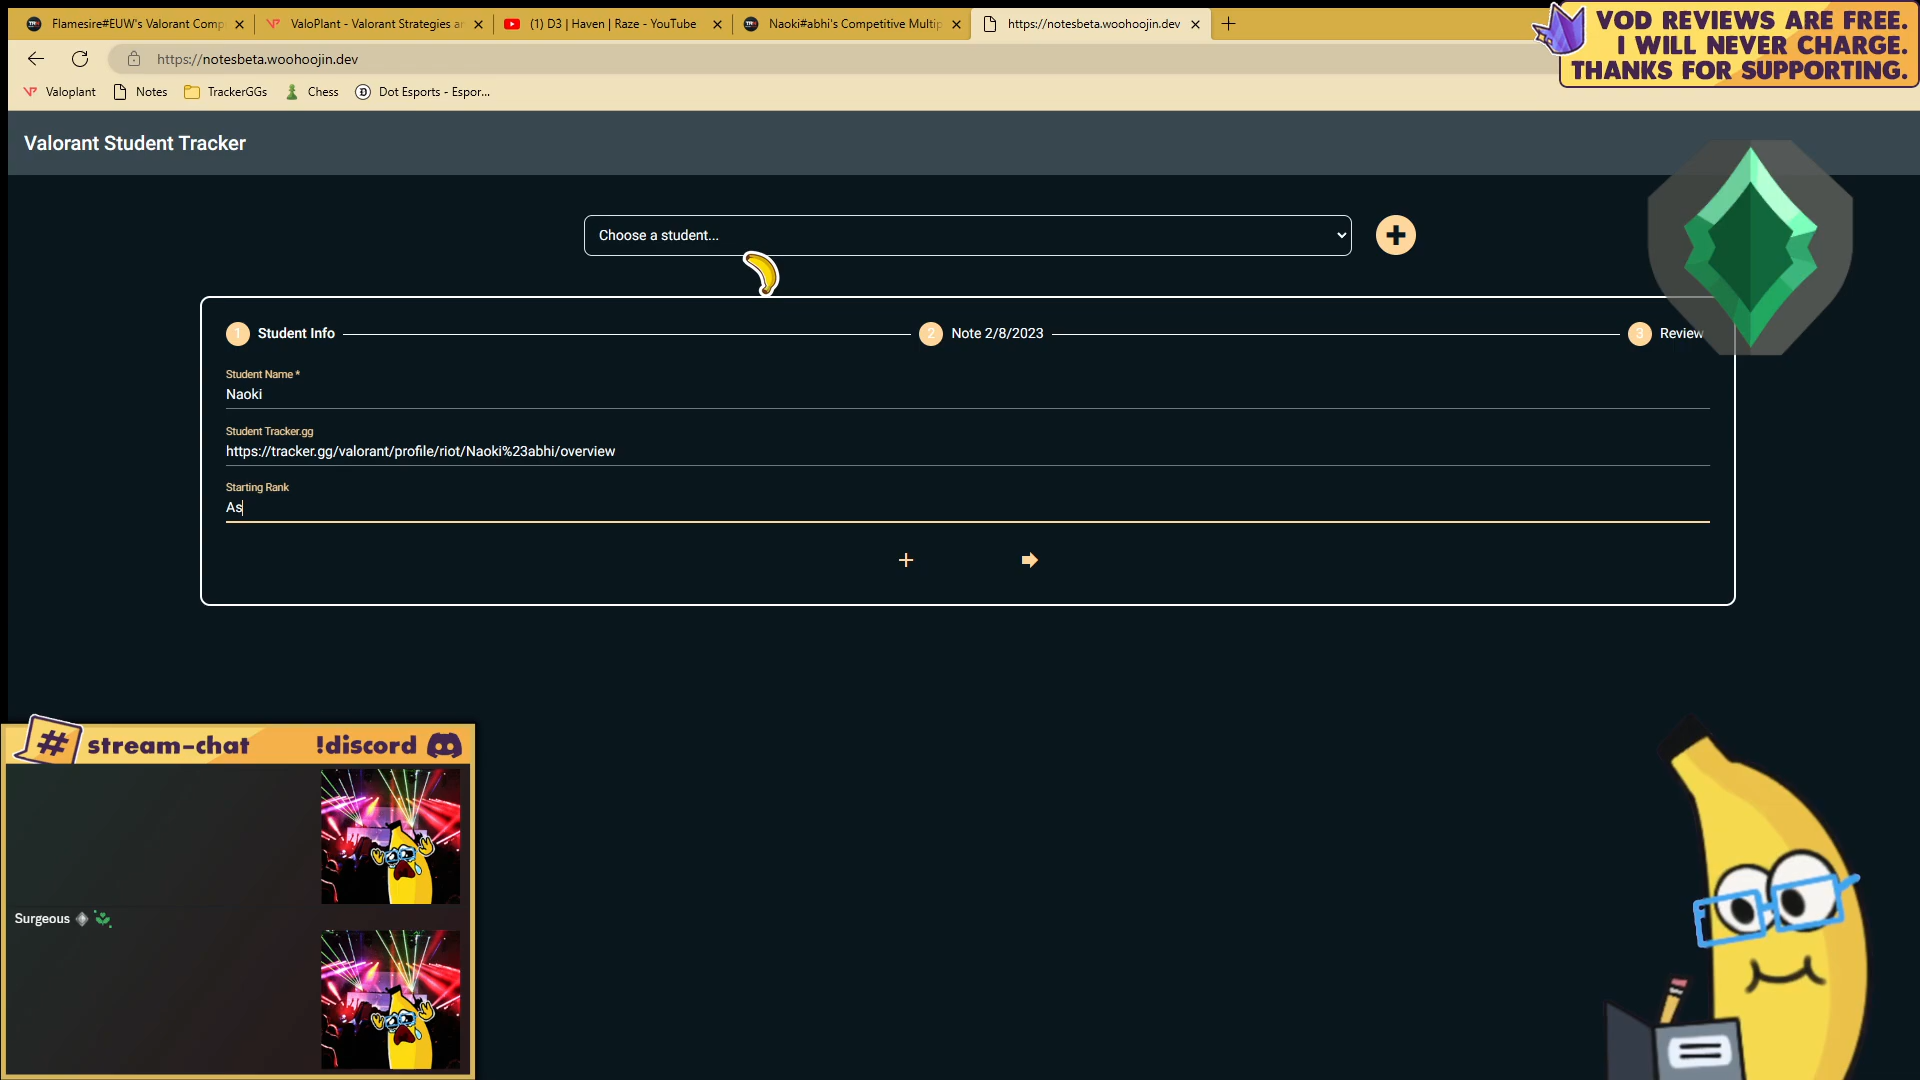 Flamesire#EUW's Valorant Comp
ValoPlant - Valorant Strategies a
(1) D3 | Haven | Raze - YouTube
Naoki#abhi's Competitive Multip
https://notesbeta.woohoojin.dev
https://notesbeta.woohoojin.dev
VOD REVIEWS ARE FREE.
I WILL NEVER CHARGE.
THANKS FOR SUPPORTING.
Valoplant
Notes
TrackerGGs
Chess
Dot Esports - Espor...
Valorant Student Tracker
Choose a student...
1 Student Info
2 Note 2/8/2023
3 Review
Student Name *
Naoki
Student Tracker.gg
https://tracker.gg/valorant/profile/riot/Naoki%23abhi/overview
Starting Rank
As
# stream-chat
!discord
Surgeous